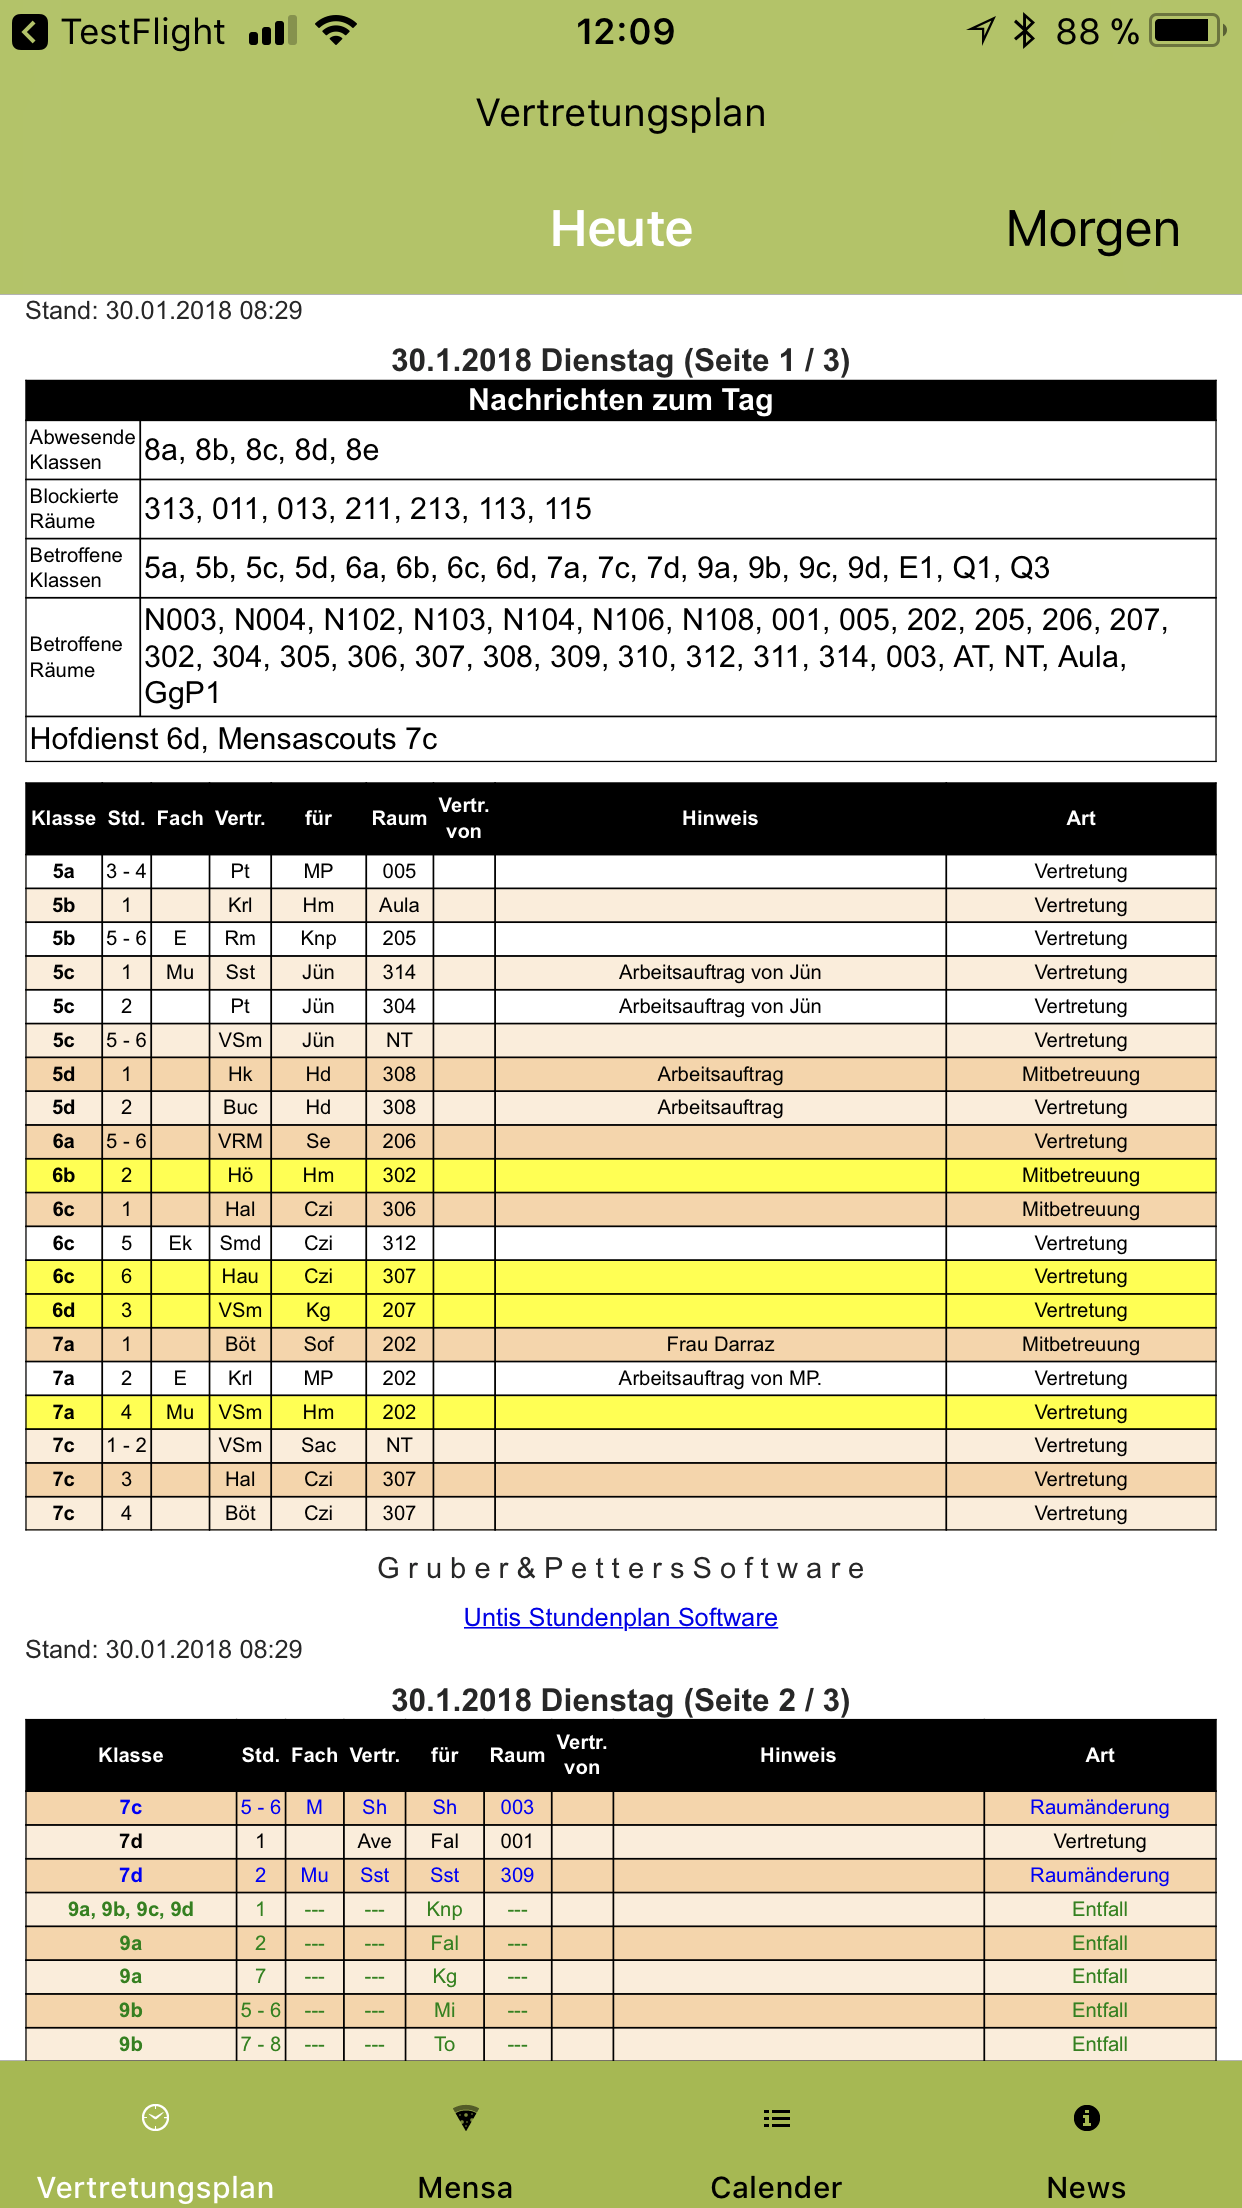 TestFlight 12:09 88 %
Vertretungsplan
Heute Morgen
Stand: 30.01.2018 08:29
30.1.2018 Dienstag (Seite 1 / 3)
Nachrichten zum Tag
Abwesende Klassen 8a, 8b, 8c, 8d, 8e
Blockierte Räume 313, 011, 013, 211, 213, 113, 115
Betroffene Klassen 5a, 5b, 5c, 5d, 6a, 6b, 6c, 6d, 7a, 7c, 7d, 9a, 9b, 9c, 9d, E1, Q1, Q3
Betroffene Räume N003, N004, N102, N103, N104, N106, N108, 001, 005, 202, 205, 206, 207,
302, 304, 305, 306, 307, 308, 309, 310, 312, 311, 314, 003, AT, NT, Aula,
GgP1
Hofdienst 6d, Mensascouts 7c
Klasse Std. Fach Vertr. für Raum Vertr. von Hinweis Art
5a 3 - 4 Pt MP 005 Vertretung
5b 1 Krl Hm Aula Vertretung
5b 5 - 6 E Rm Knp 205 Vertretung
5c 1 Mu Sst Jün 314 Arbeitsauftrag von Jün Vertretung
5c 2 Pt Jün 304 Arbeitsauftrag von Jün Vertretung
5c 5 - 6 VSm Jün NT Vertretung
5d 1 Hk Hd 308 Arbeitsauftrag Mitbetreuung
5d 2 Buc Hd 308 Arbeitsauftrag Vertretung
6a 5 - 6 VRM Se 206 Vertretung
6b 2 Hö Hm 302 Mitbetreuung
6c 1 Hal Czi 306 Mitbetreuung
6c 5 Ek Smd Czi 312 Vertretung
6c 6 Hau Czi 307 Vertretung
6d 3 VSm Kg 207 Vertretung
7a 1 Böt Sof 202 Frau Darraz Mitbetreuung
7a 2 E Krl MP 202 Arbeitsauftrag von MP. Vertretung
7a 4 Mu VSm Hm 202 Vertretung
7c 1 - 2 VSm Sac NT Vertretung
7c 3 Hal Czi 307 Vertretung
7c 4 Böt Czi 307 Vertretung
G r u b e r & P e t t e r s S o f t w a r e
Untis Stundenplan Software
Stand: 30.01.2018 08:29
30.1.2018 Dienstag (Seite 2 / 3)
Klasse Std. Fach Vertr. für Raum Vertr. von Hinweis Art
7c 5 - 6 M Sh Sh 003 Raumänderung
7d 1 Ave Fal 001 Vertretung
7d 2 Mu Sst Sst 309 Raumänderung
9a, 9b, 9c, 9d 1 --- --- Knp --- Entfall
9a 2 --- --- Fal --- Entfall
9a 7 --- --- Kg --- Entfall
9b 5 - 6 --- --- Mi --- Entfall
9b 7 - 8 --- --- To --- Entfall
Vertretungsplan Mensa Calender News